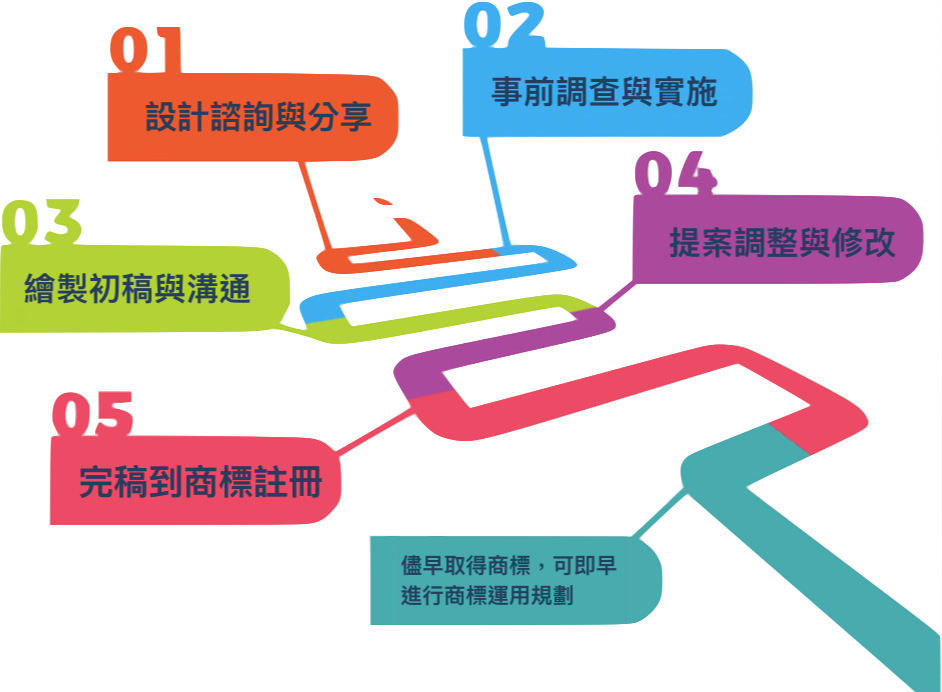 01
設計諮詢與分享
02
事前調查與實施
03
繪製初稿與溝通
04
提案調整與修改
05
完稿到商標註冊
儘早取得商標，可即早
進行商標運用規劃